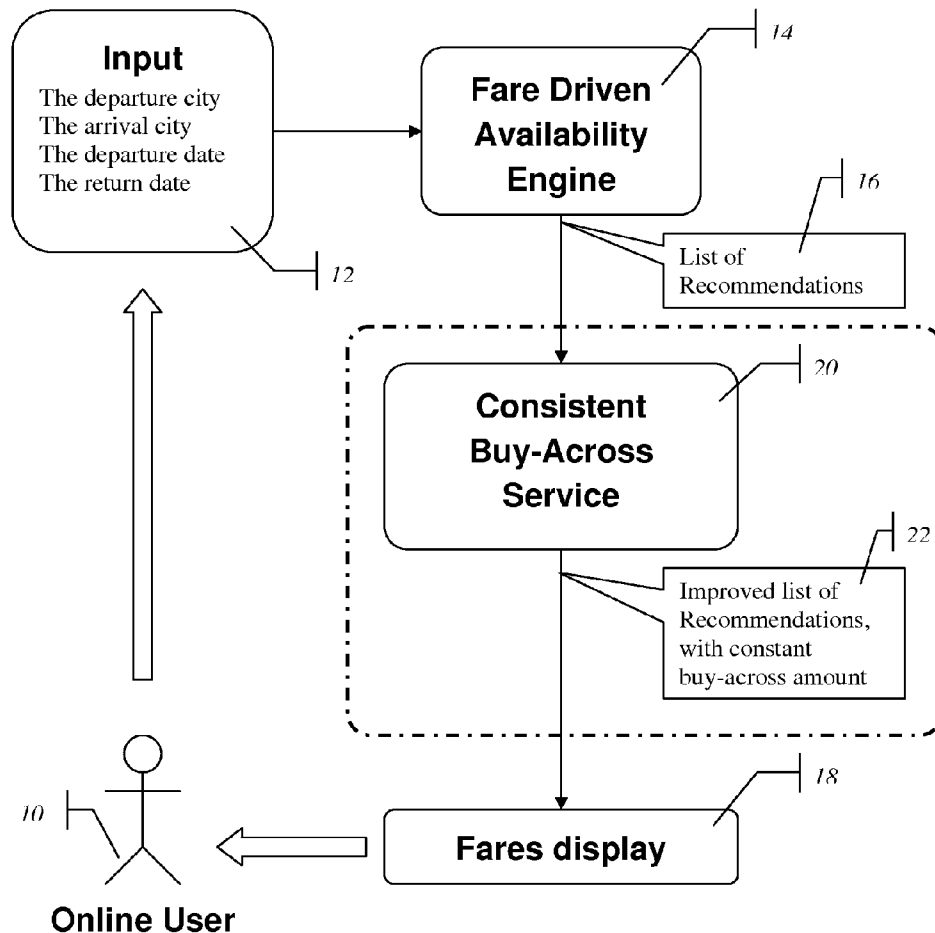 Input
The departure city
The arrival city
The departure date
The return date
12
Fare Driven
Availability
Engine
14
16
List of
Recommendations
Consistent
Buy-Across
Service
20
22
Improved list of
Recommendations,
with constant
buy-across amount
18
Fares display
10
Online User